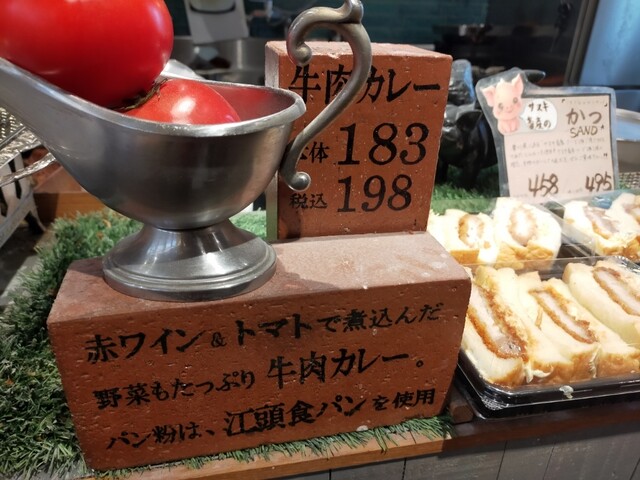 牛肉カレー
体 183
税込 198
赤ワイン&トマトで煮込んだ
野菜もたっぷり 牛肉カレー。
パン粉は、江頭食パンを使用
かつ
SAND
458
495